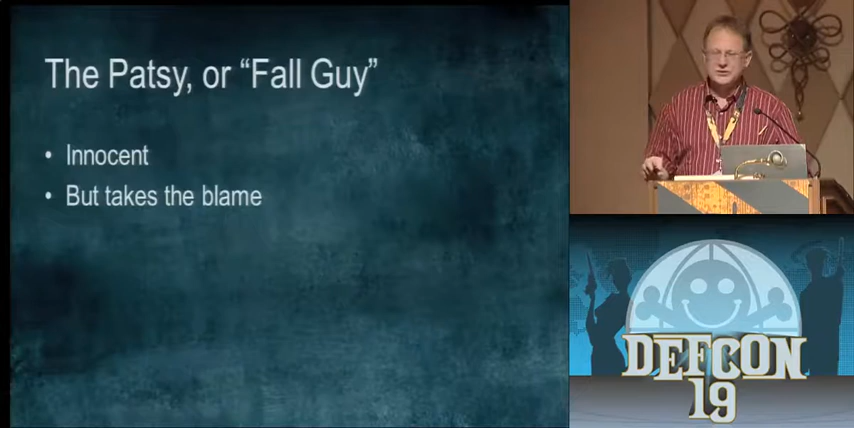 The Patsy, or “Fall Guy”
• Innocent
• But takes the blame
DEFCON
19